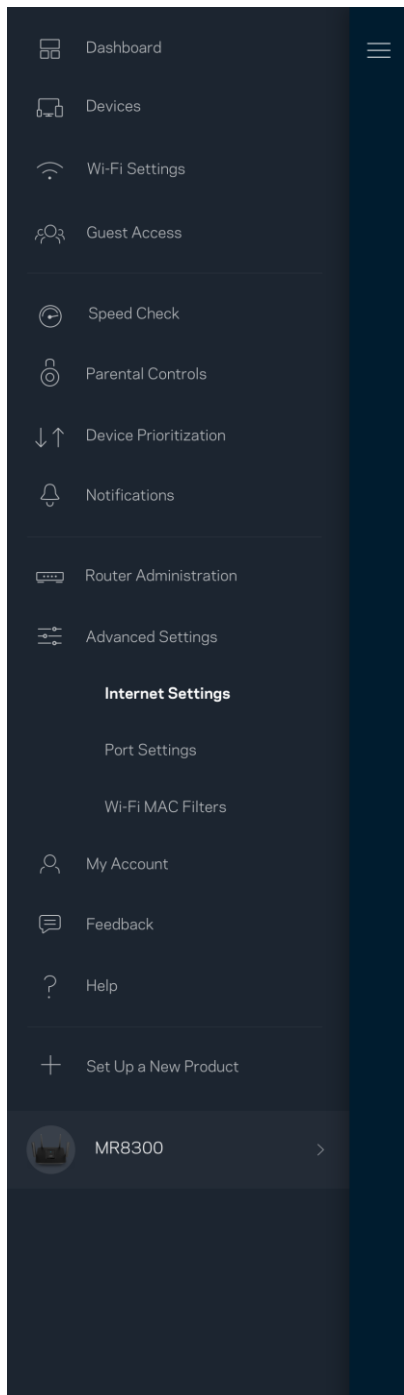 Dashboard
Devices
Wi-Fi Settings
Guest Access
Speed Check
Parental Controls
Device Prioritization
Notifications
Router Administration
Advanced Settings
Internet Settings
Port Settings
Wi-Fi MAC Filters
My Account
Feedback
Help
Set Up a New Product
MR8300